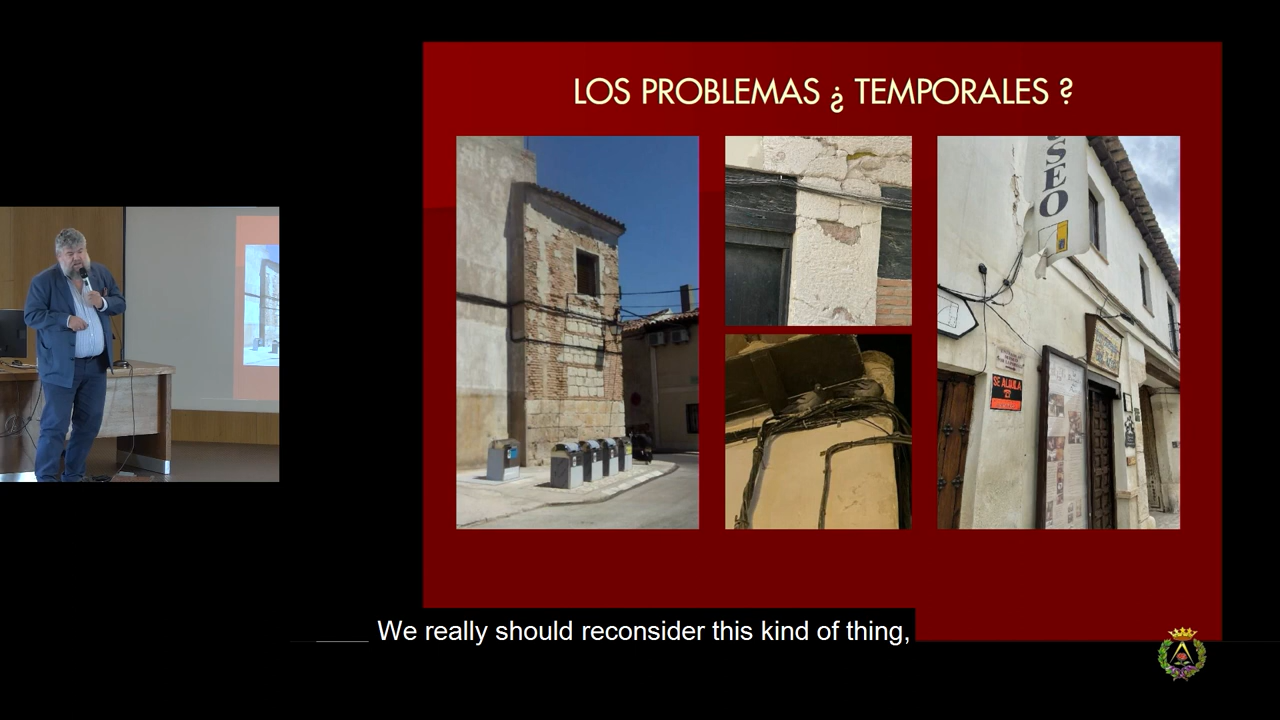 LOS PROBLEMAS ¿ TEMPORALES ?
SEO
SE ALQUILA
We really should reconsider this kind of thing,